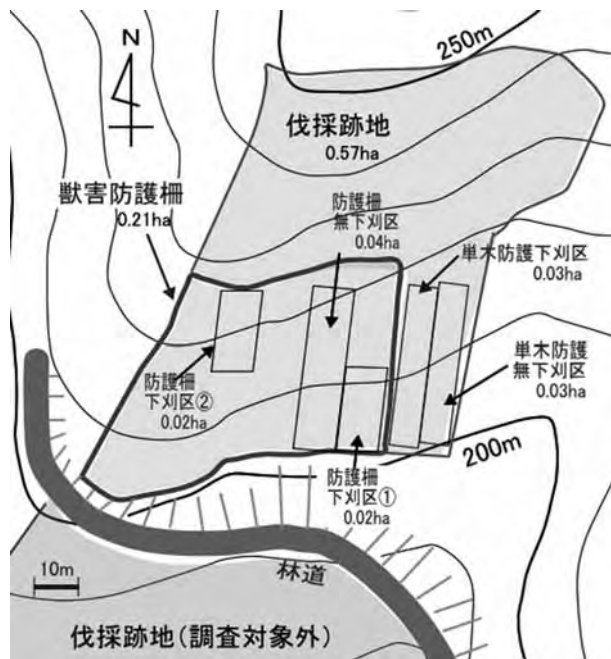 250m
N
伐採跡地
0.57ha
獣害防護柵
0.21ha
防護柵
無下刈区
0.04ha
単木防護下刈区
0.03ha
単木防護
無下刈区
0.03ha
防護柵
下刈区②
0.02ha
200m
防護柵
下刈区①
0.02ha
林道
10m
伐採跡地(調査対象外)